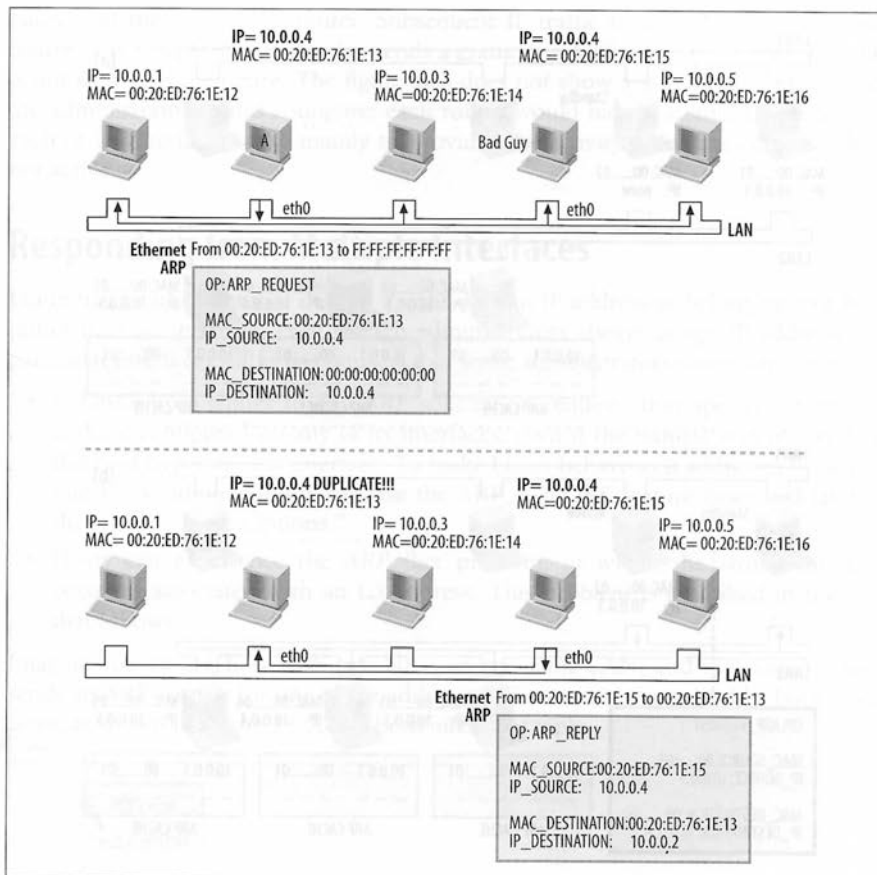 IP= 10.0.0.4
MAC= 00:20:ED:76:1E:13
IP= 10.0.0.4
MAC=00:20:ED:76:1E:15
IP= 10.0.0.1
MAC= 00:20:ED:76:1E:12
IP= 10.0.0.3
MAC= 00:20:ED:76:1E:14
IP= 10.0.0.5
MAC= 00:20:ED:76:1E:16
A
Bad Guy
eth0
eth0
LAN
Ethernet From 00:20:ED:76:1E:13 to FF:FF:FF:FF:FF:FF
ARP
OP: ARP_REQUEST
MAC_SOURCE:00:20:ED:76:1E:13
IP_SOURCE: 10.0.0.4
MAC_DESTINATION:00:00:00:00:00:00
IP_DESTINATION: 10.0.0.4
IP= 10.0.0.4 DUPLICATE!!!
MAC= 00:20:ED:76:1E:13
IP= 10.0.0.4
MAC=00:20:ED:76:1E:15
IP= 10.0.0.1
MAC= 00:20:ED:76:1E:12
IP= 10.0.0.3
MAC= 00:20:ED:76:1E:14
IP= 10.0.0.5
MAC= 00:20:ED:76:1E:16
eth0
eth0
LAN
Ethernet From 00:20:ED:76:1E:15 to 00:20:ED:76:1E:13
ARP
OP: ARP_REPLY
MAC_SOURCE:00:20:ED:76:1E:15
IP_SOURCE: 10.0.0.4
MAC_DESTINATION:00:20:ED:76:1E:13
IP_DESTINATION: 10.0.0.2